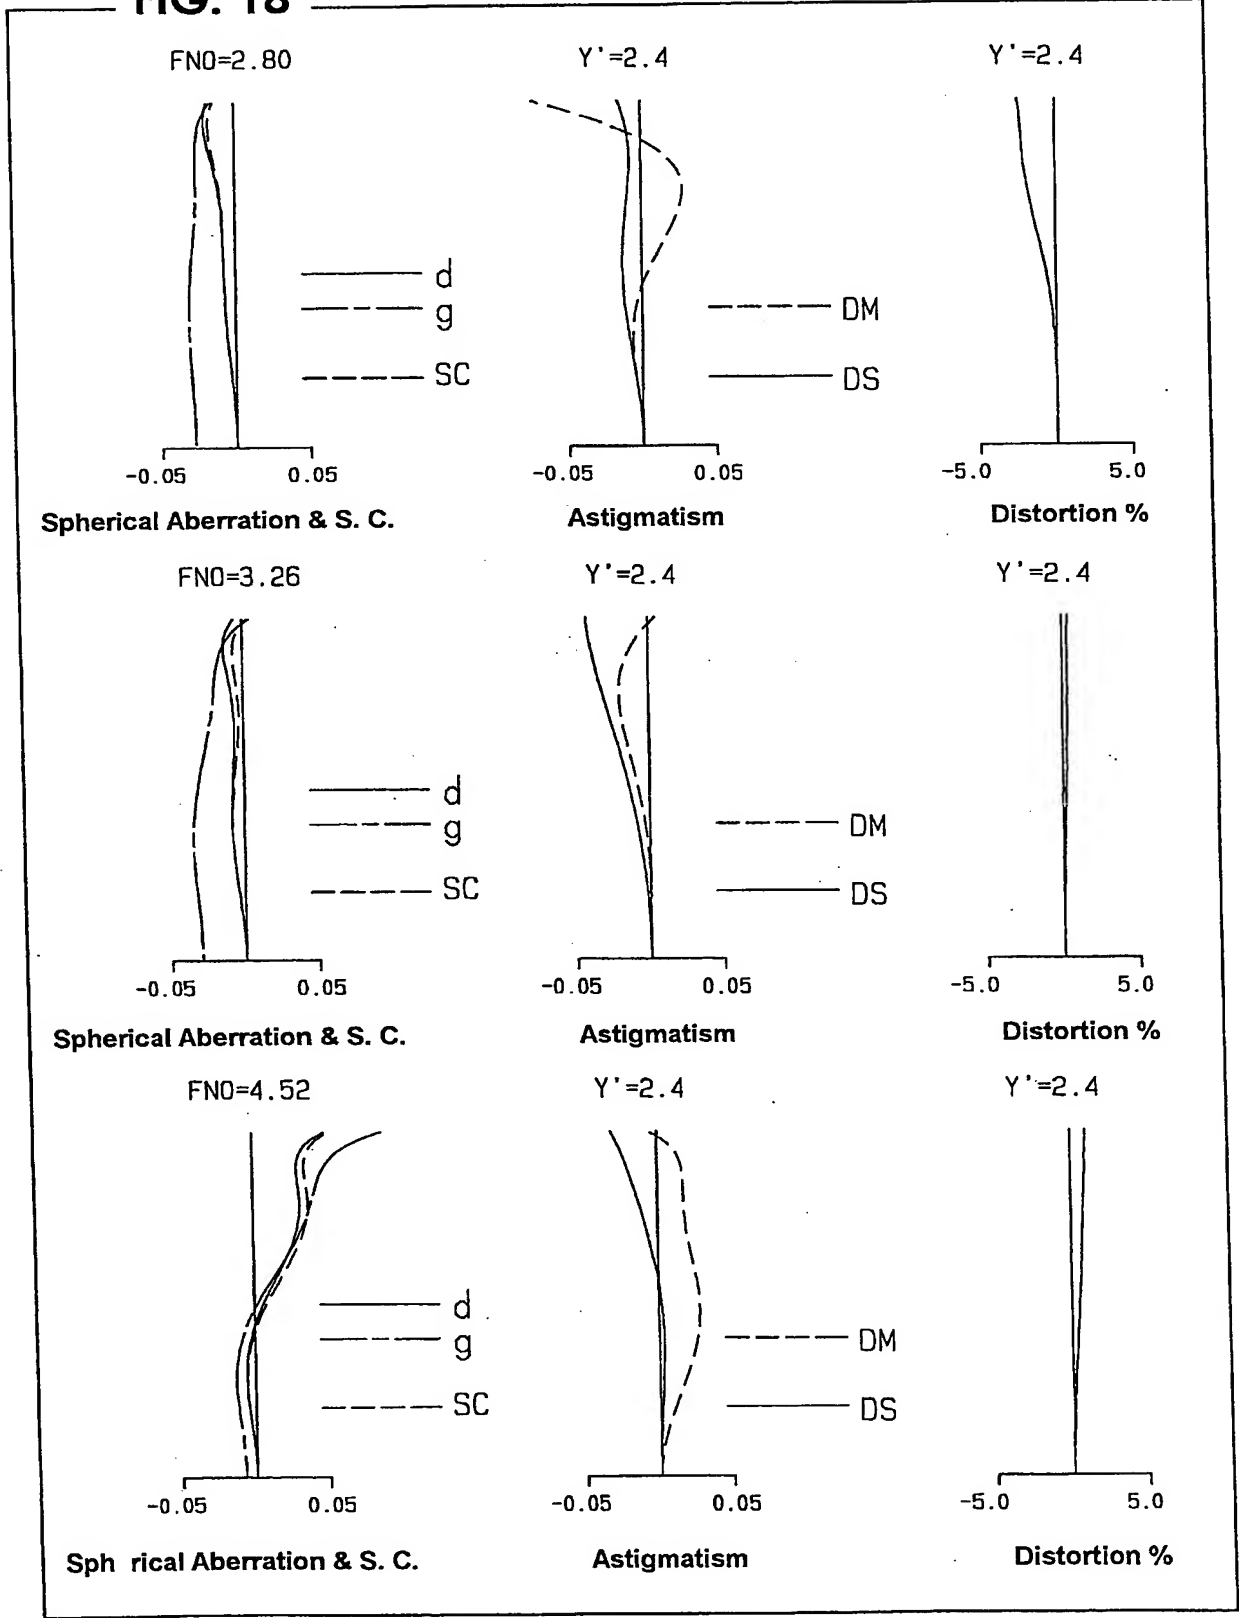 FIG. 18
FNO=2.80 Y'=2.4 Y'=2.4
d
g
SC
DM
DS
-0.05 0.05 -0.05 0.05 -5.0 5.0
Spherical Aberration & S. C. Astigmatism Distortion %
FNO=3.26 Y'=2.4 Y'=2.4
d
g
SC
DM
DS
-0.05 0.05 -0.05 0.05 -5.0 5.0
Spherical Aberration & S. C. Astigmatism Distortion %
FNO=4.52 Y'=2.4 Y'=2.4
d
g
SC
DM
DS
-0.05 0.05 -0.05 0.05 -5.0 5.0
Sph rical Aberration & S. C. Astigmatism Distortion %